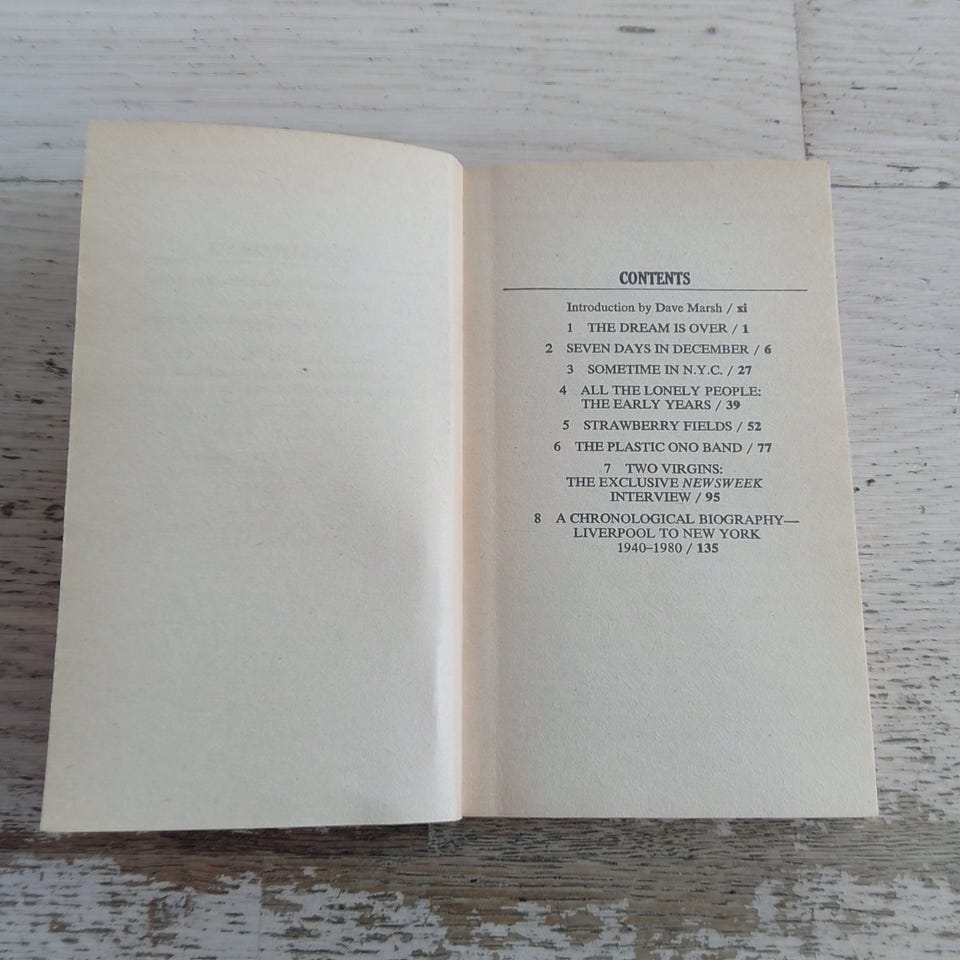 CONTENTS
Introduction by Dave Marsh / xi
1 THE DREAM IS OVER / 1
2 SEVEN DAYS IN DECEMBER / 6
3 SOMETIME IN N.Y.C. / 27
4 ALL THE LONELY PEOPLE:
THE EARLY YEARS / 39
5 STRAWBERRY FIELDS / 52
6 THE PLASTIC ONO BAND / 77
7 TWO VIRGINS:
THE EXCLUSIVE NEWSWEEK
INTERVIEW / 95
8 A CHRONOLOGICAL BIOGRAPHY—
LIVERPOOL TO NEW YORK
1940–1980 / 135